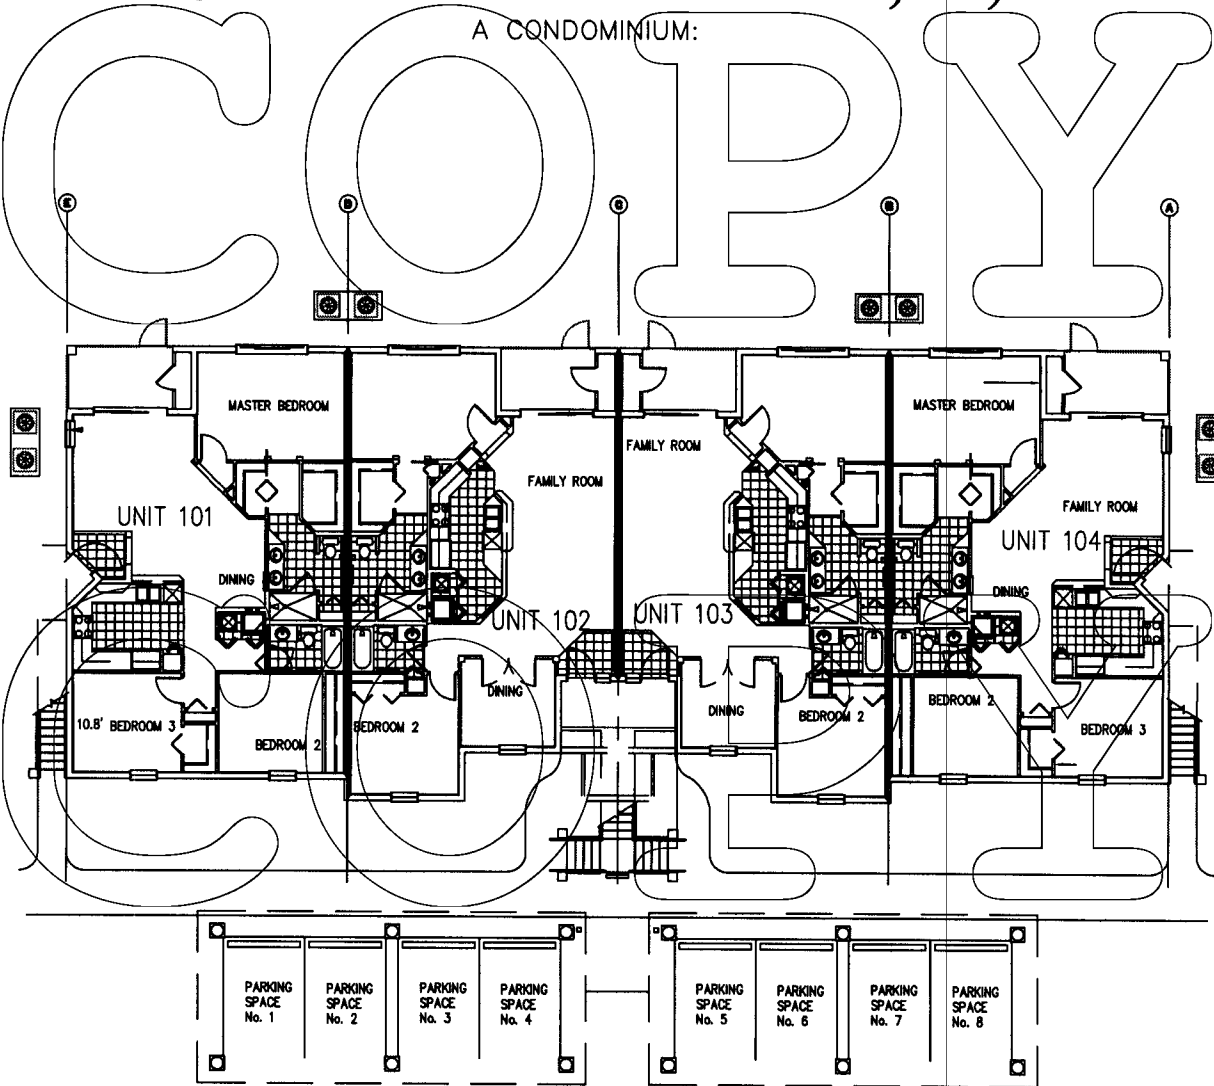 A CONDOMINIUM:
COPY
E D C B A
MASTER BEDROOM
MASTER BEDROOM
FAMILY ROOM
FAMILY ROOM
FAMILY ROOM
UNIT 101
UNIT 104
DINING
DINING
UNIT 102
UNIT 103
DINING
DINING
10.8' BEDROOM 3
BEDROOM 2
BEDROOM 2
BEDROOM 2
BEDROOM 2
BEDROOM 3
PARKING
SPACE
No. 1
PARKING
SPACE
No. 2
PARKING
SPACE
No. 3
PARKING
SPACE
No. 4
PARKING
SPACE
No. 5
PARKING
SPACE
No. 6
PARKING
SPACE
No. 7
PARKING
SPACE
No. 8